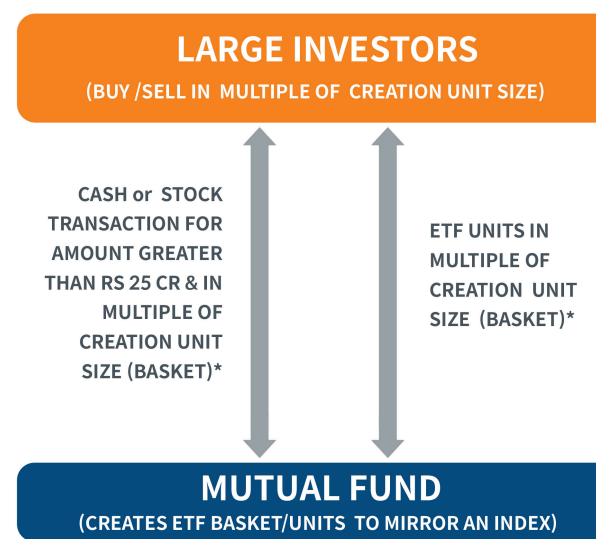 LARGE INVESTORS
(BUY /SELL IN MULTIPLE OF CREATION UNIT SIZE)
CASH or STOCK
TRANSACTION FOR
AMOUNT GREATER
THAN RS 25 CR & IN
MULTIPLE OF
CREATION UNIT
SIZE (BASKET)*
ETF UNITS IN
MULTIPLE OF
CREATION UNIT
SIZE (BASKET)*
MUTUAL FUND
(CREATES ETF BASKET/UNITS TO MIRROR AN INDEX)